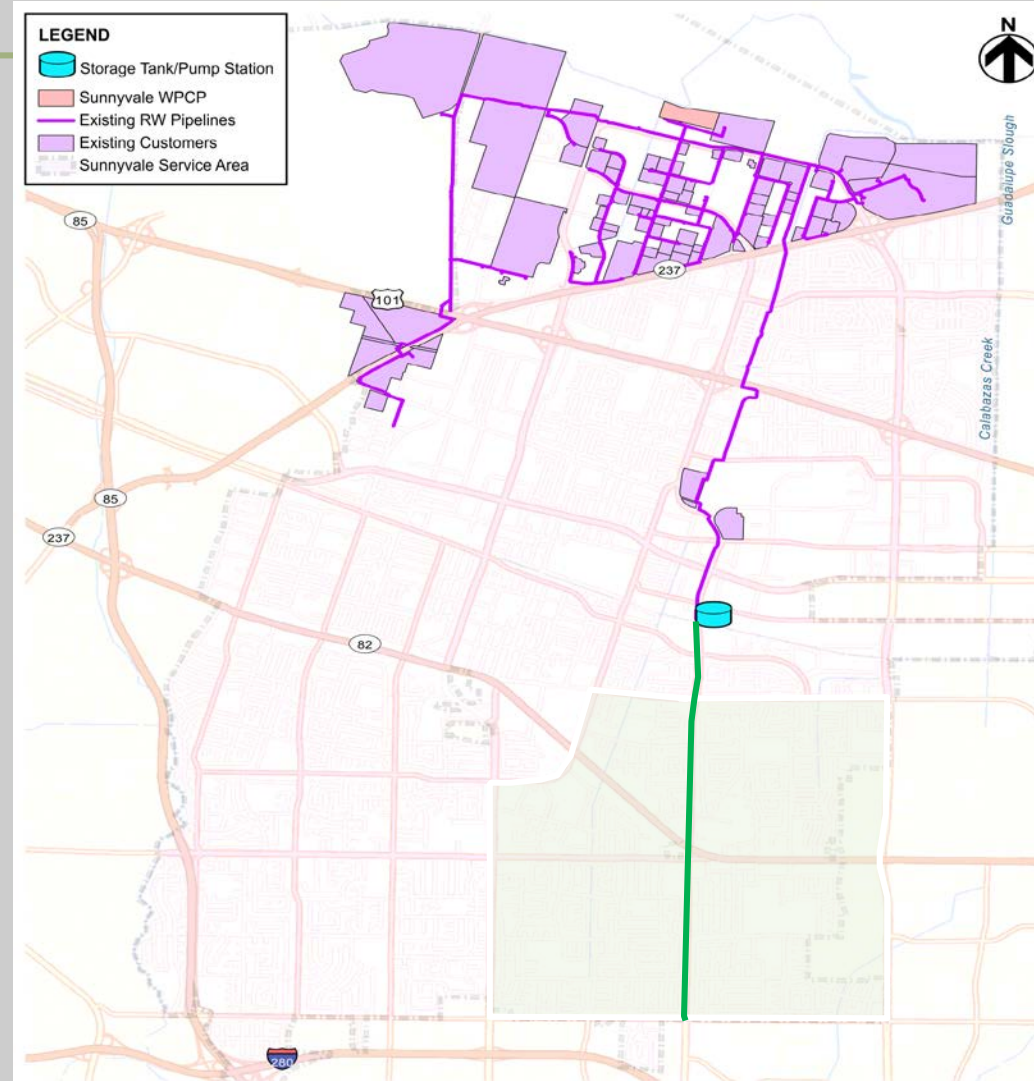 LEGEND
Storage Tank/Pump Station
Sunnyvale WPCP
Existing RW Pipelines
Existing Customers
Sunnyvale Service Area
N
Guadalupe Slough
85
237
101
Calabazas Creek
85
237
82
280